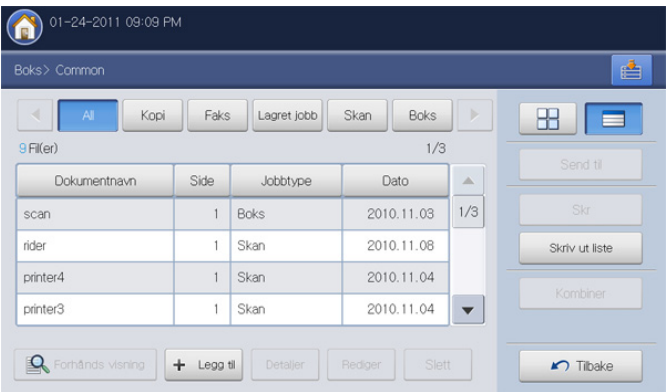 01-24-2011 09:09 PM
Boks> Common
All Kopi Faks Lagret jobb Skan Boks
9 Fil(er) 1/3
Send til
Dokumentnavn Side Jobbtype Dato
scan 1 Boks 2010.11.03 1/3
Skr
rider 1 Skan 2010.11.08
Skriv ut liste
printer4 1 Skan 2010.11.04
Kombiner
printer3 1 Skan 2010.11.04
Forhånds visning + Legg til Detaljer Rediger Slett
Tilbake